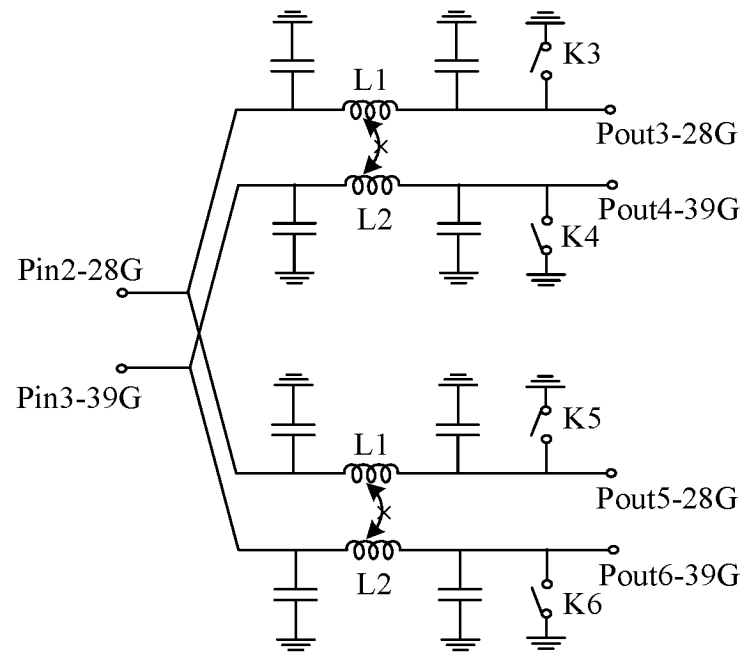 K3
L1
Pout3-28G
L2
K4
Pout4-39G
Pin2-28G
Pin3-39G
K5
L1
Pout5-28G
L2
K6
Pout6-39G